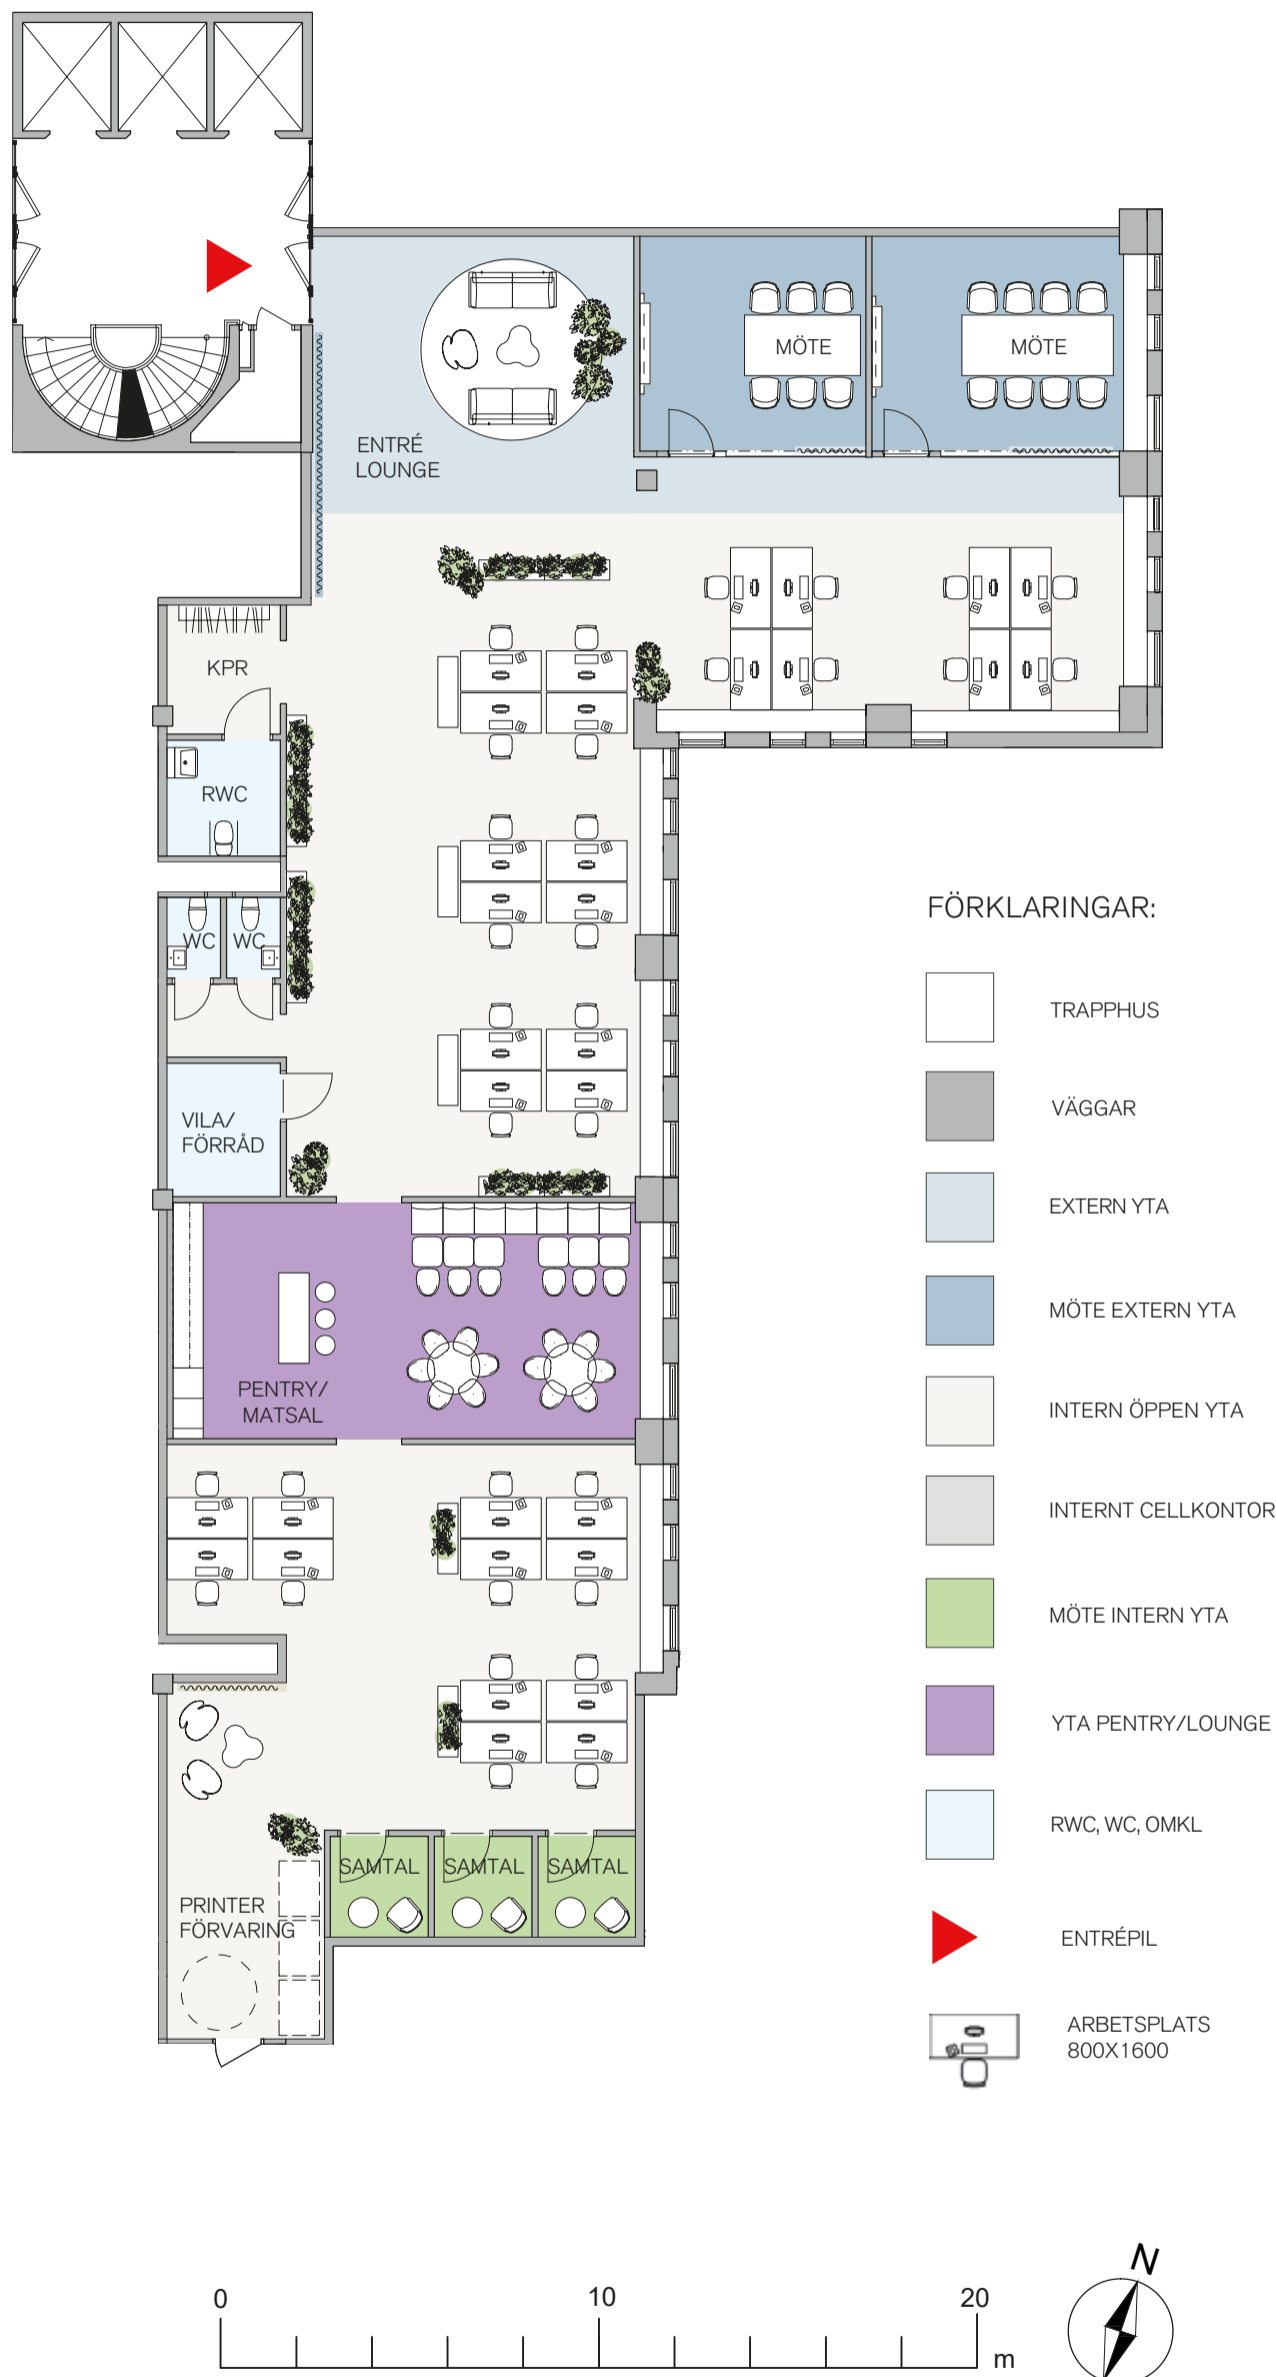 MÖTE
MÖTE
ENTRÉ
LOUNGE
KPR
RWC
WC
WC
VILA/
FÖRRÅD
PENTRY/
MATSAL
SAMTAL
SAMTAL
SAMTAL
PRINTER
FÖRVARING
FÖRKLARINGAR:
TRAPPHUS
VÄGGAR
EXTERN YTA
MÖTE EXTERN YTA
INTERN ÖPPEN YTA
INTERNT CELLKONTOR
MÖTE INTERN YTA
YTA PENTRY/LOUNGE
RWC, WC, OMKL
ENTRÉPIL
ARBETSPLATS
800X1600
0
10
20
m
N